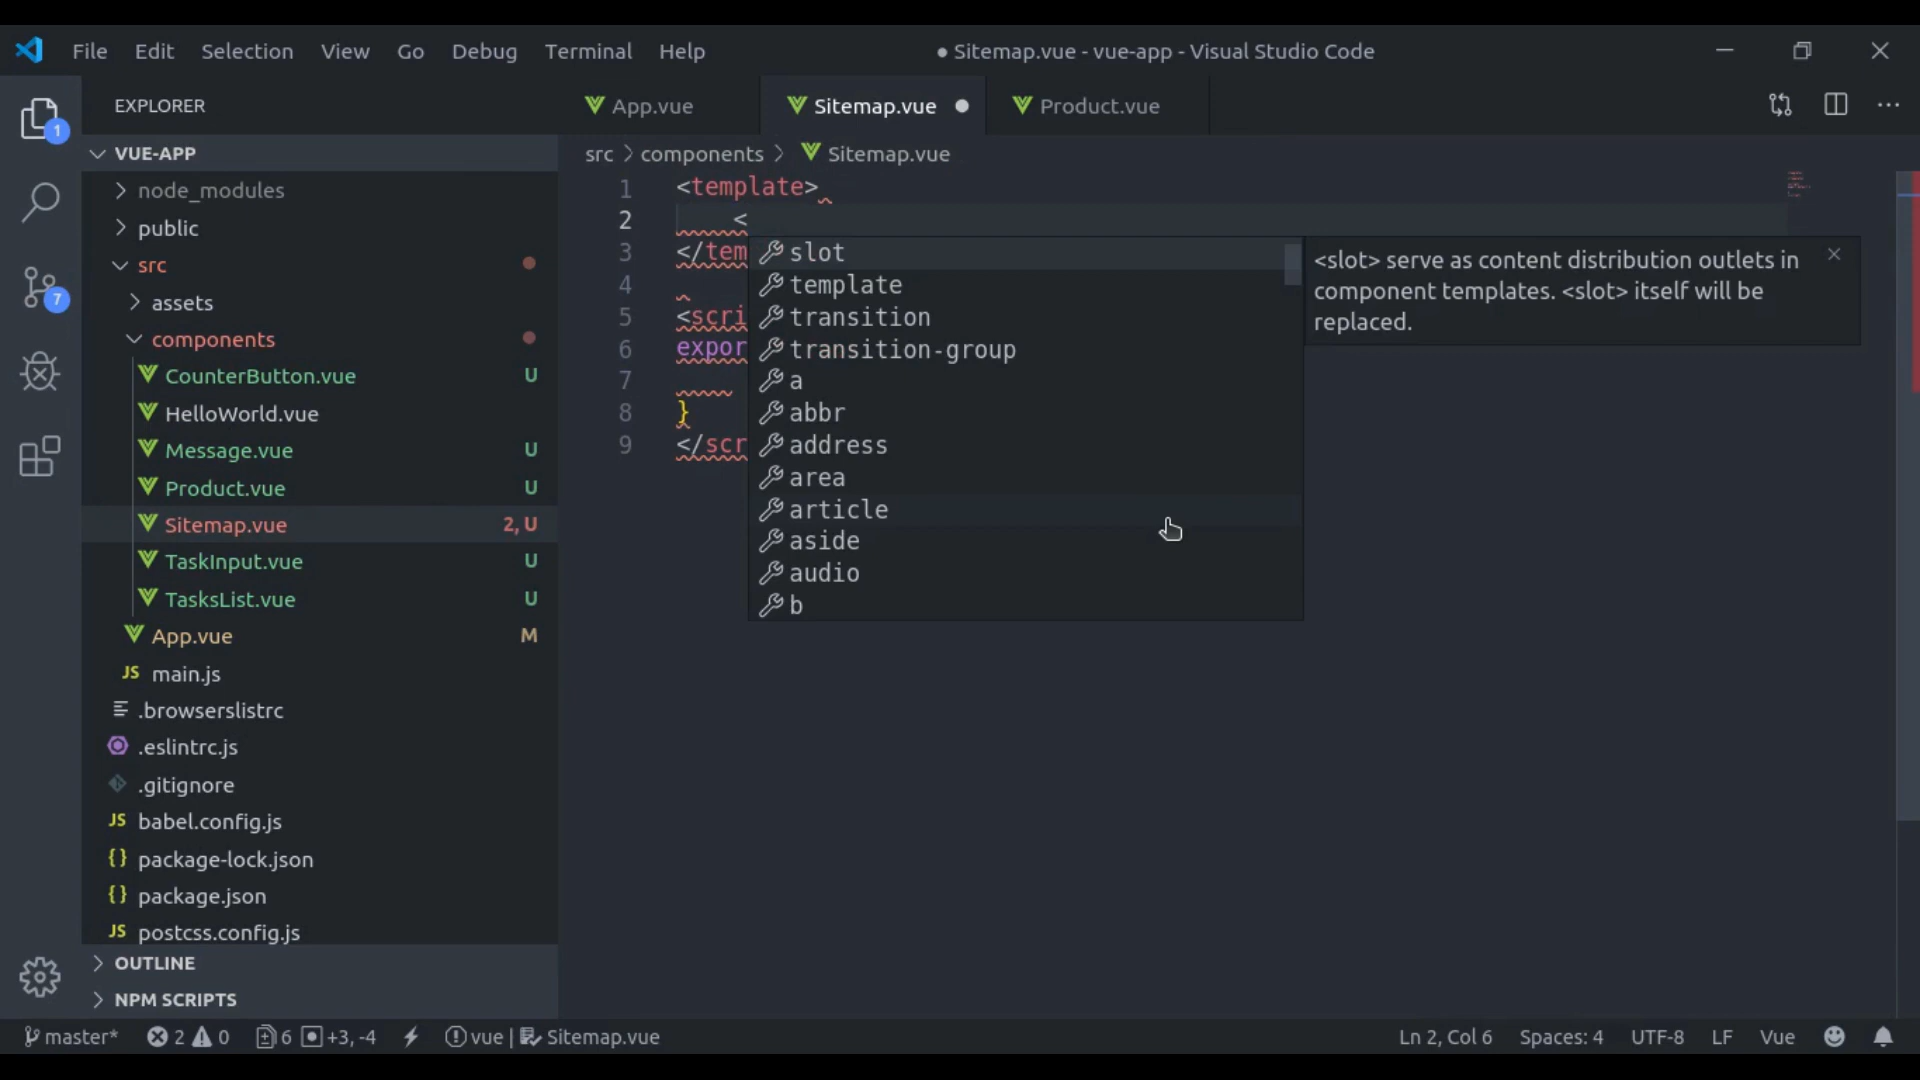 File Edit Selection View Go Debug Terminal Help
● Sitemap.vue - vue-app - Visual Studio Code
EXPLORER
1
7
VUE-APP
node_modules
public
src
assets
components
CounterButton.vue U
HelloWorld.vue
Message.vue U
Product.vue U
Sitemap.vue 2, U
TaskInput.vue U
TasksList.vue U
App.vue M
JS main.js
.browserslistrc
.eslintrc.js
.gitignore
JS babel.config.js
{} package-lock.json
{} package.json
JS postcss.config.js
OUTLINE
NPM SCRIPTS
App.vue Sitemap.vue ● Product.vue
src > components > Sitemap.vue
1 <template>
2 <
3 </tem
4
5 <scri
6 expor
7
8 }
9 </scr
slot
template
transition
transition-group
a
abbr
address
area
article
aside
audio
b
<slot> serve as content distribution outlets in
component templates. <slot> itself will be
replaced.
master* 2 0 6 +3, -4 vue | Sitemap.vue Ln 2, Col 6 Spaces: 4 UTF-8 LF Vue